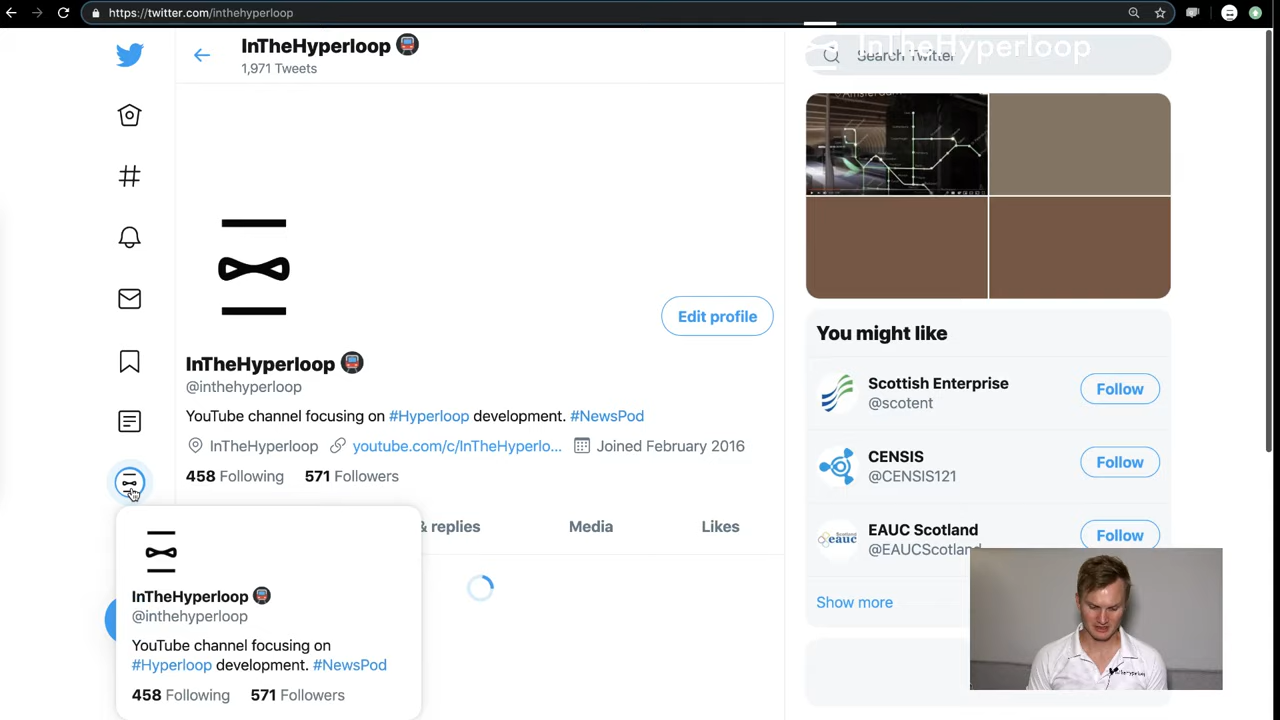 https://twitter.com/inthehyperloop
InTheHyperloop
1,971 Tweets
InTheHyperloop
Search Twitter
Edit profile
InTheHyperloop
@inthehyperloop
YouTube channel focusing on #Hyperloop development. #NewsPod
InTheHyperloop youtube.com/c/InTheHyperlo... Joined February 2016
458 Following 571 Followers
& replies Media Likes
InTheHyperloop
@inthehyperloop
YouTube channel focusing on
#Hyperloop development. #NewsPod
458 Following 571 Followers
Amsterdam
You might like
Scottish Enterprise
@scotent
Follow
CENSIS
@CENSIS121
Follow
EAUC Scotland
@EAUCScotland
Follow
Show more